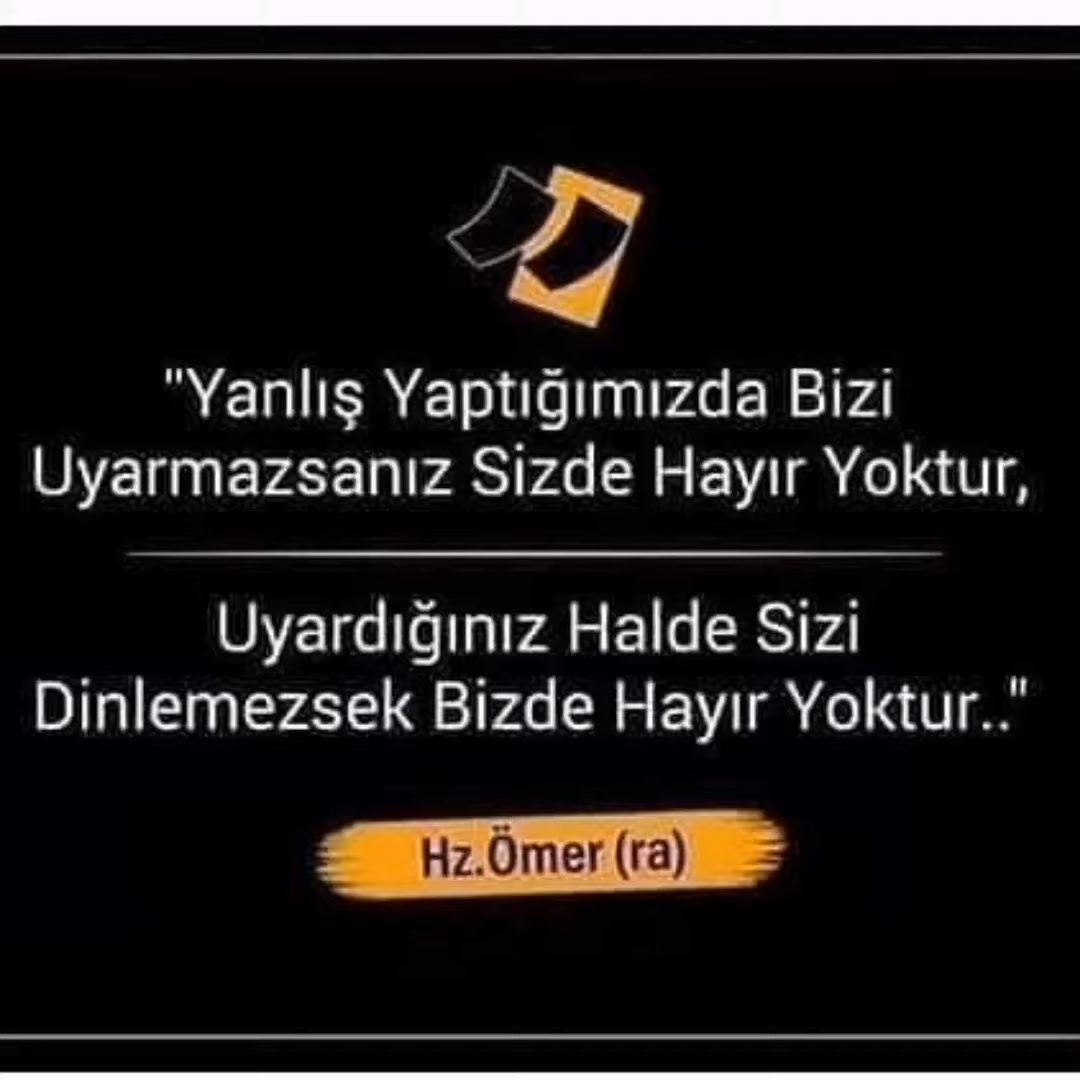 "Yanlış Yaptığımızda Bizi
Uyarmazsanız Sizde Hayır Yoktur,
Uyardığınız Halde Sizi
Dinlemezsek Bizde Hayır Yoktur.."
Hz.Ömer (ra)